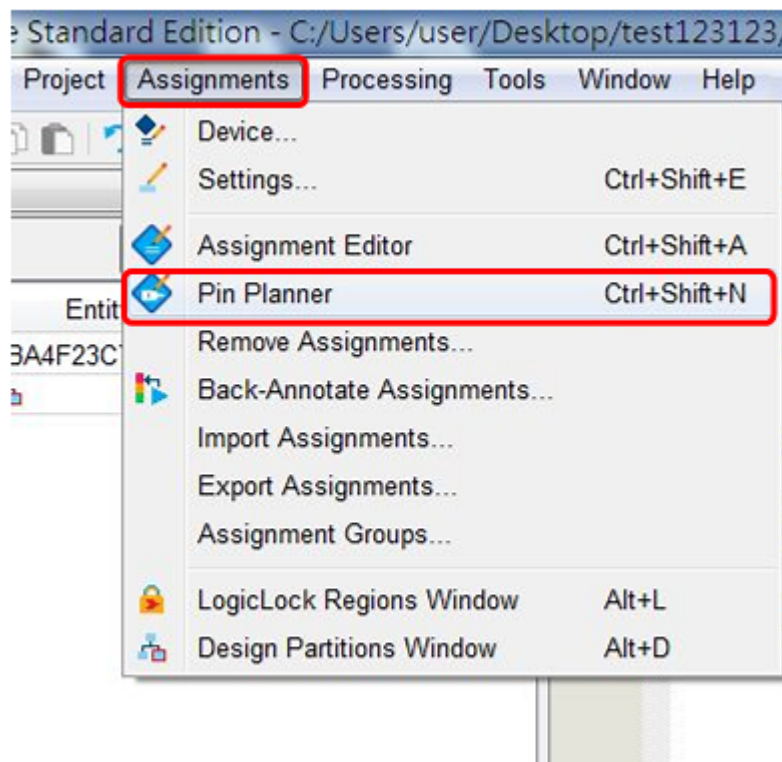 e Standard Edition - C:/Users/user/Desktop/test123123/
Project Assignments Processing Tools Window Help
Device...
Settings... Ctrl+Shift+E
Assignment Editor Ctrl+Shift+A
Pin Planner Ctrl+Shift+N
Entit
Remove Assignments...
BA4F23C
Back-Annotate Assignments...
Import Assignments...
Export Assignments...
Assignment Groups...
LogicLock Regions Window Alt+L
Design Partitions Window Alt+D